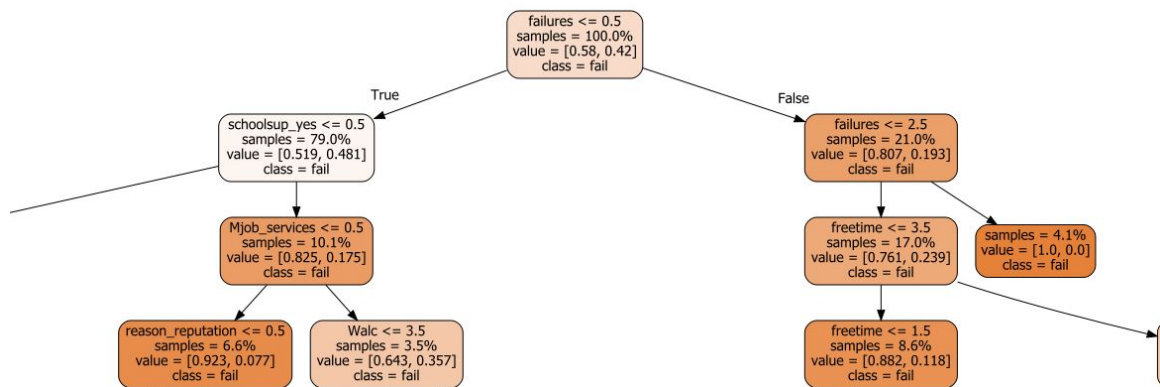 failures <= 0.5
samples = 100.0%
value = [0.58, 0.42]
class = fail
True
False
schoolsup_yes <= 0.5
samples = 79.0%
value = [0.519, 0.481]
class = fail
failures <= 2.5
samples = 21.0%
value = [0.807, 0.193]
class = fail
Mjob_services <= 0.5
samples = 10.1%
value = [0.825, 0.175]
class = fail
freetime <= 3.5
samples = 17.0%
value = [0.761, 0.239]
class = fail
samples = 4.1%
value = [1.0, 0.0]
class = fail
reason_reputation <= 0.5
samples = 6.6%
value = [0.923, 0.077]
class = fail
Walc <= 3.5
samples = 3.5%
value = [0.643, 0.357]
class = fail
freetime <= 1.5
samples = 8.6%
value = [0.882, 0.118]
class = fail